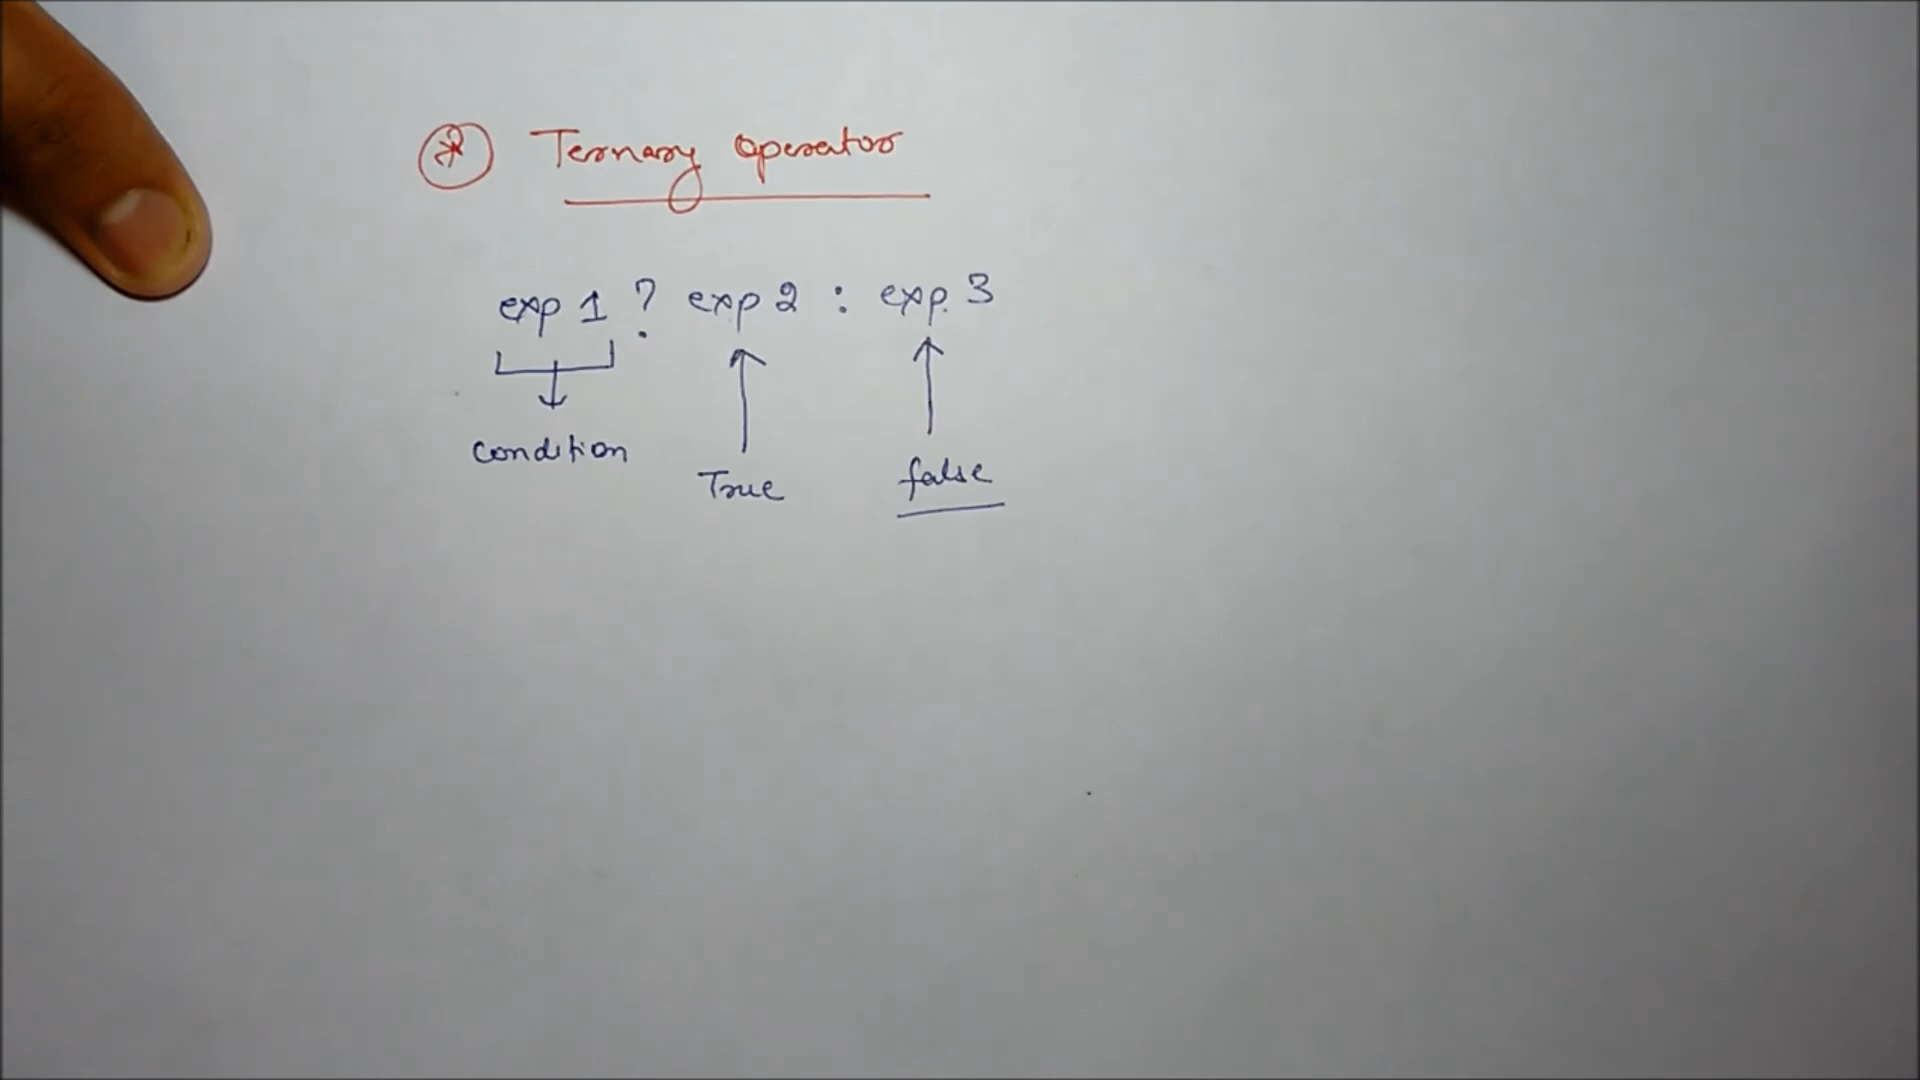 * Ternary operator
exp 1 ? exp 2 : exp. 3
condition
True
false